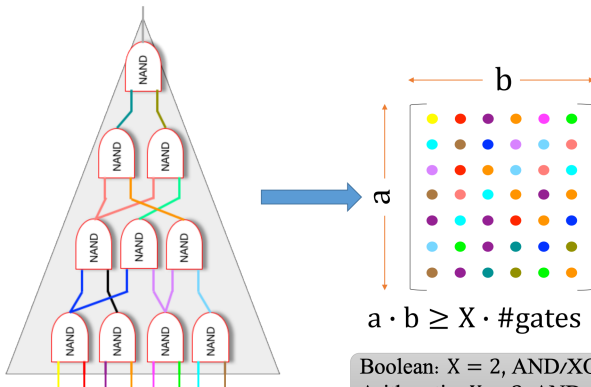 NAND
NAND
NAND
NAND
NAND
NAND
NAND
NAND
NAND
NAND
b
a
a · b ≥ X · #gates
Boolean: X = 2, AND/XO